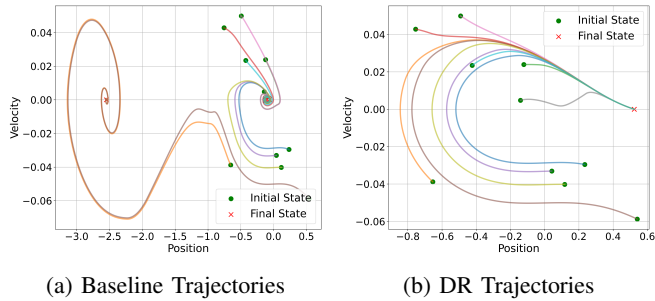 0.04
0.02
0.00
−0.02
−0.04
−0.06
Velocity
−3.0 −2.5 −2.0 −1.5 −1.0 −0.5 0.0 0.5
Position
Initial State
Final State
(a) Baseline Trajectories
0.04
0.02
0.00
−0.02
−0.04
−0.06
Velocity
−0.8 −0.6 −0.4 −0.2 0.0 0.2 0.4 0.6
Position
Initial State
Final State
(b) DR Trajectories